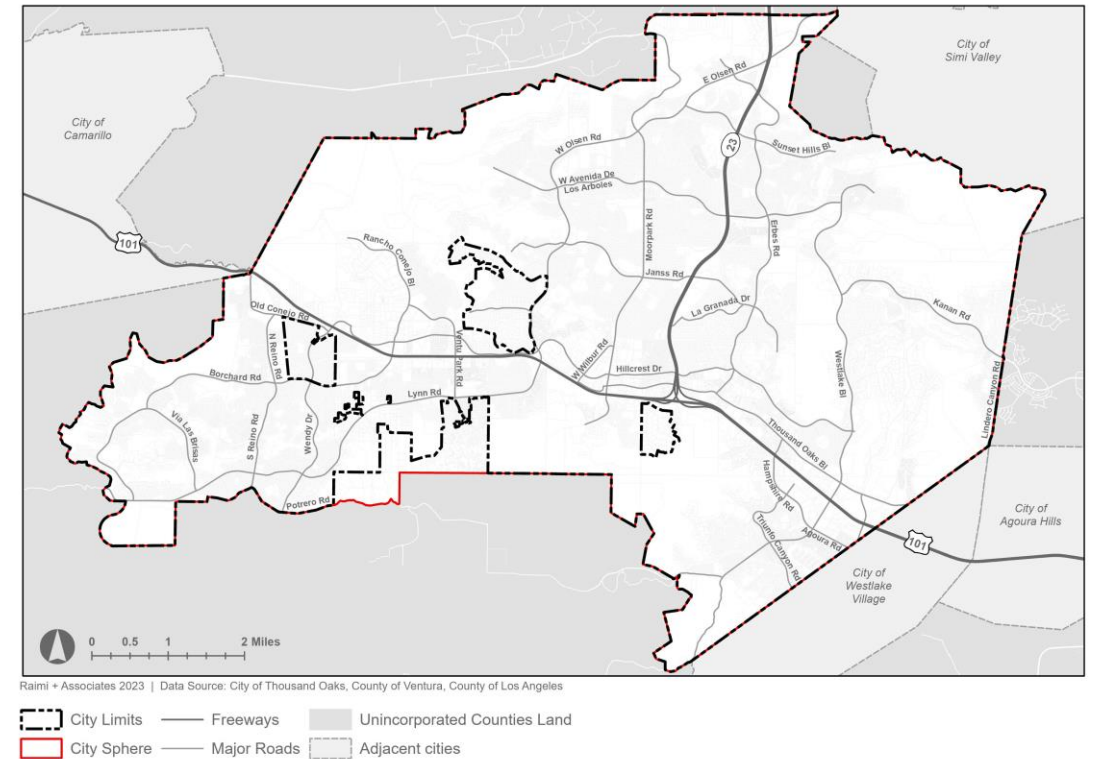 City of
Simi Valley
E Olsen Rd
City of
Camarillo
23
W Olsen Rd
Sunset Hills Bl
W Avenida De
Los Arboles
Moorpark Rd
Erbes Rd
101
Rancho Conejo Bl
Janss Rd
La Granada Dr
Kanan Rd
Old Conejo Rd
N Reino Rd
Ventu Park Rd
W Wilbur Rd
Hillcrest Dr
Westlake Bl
Lindero Canyon Rd
Borchard Rd
Lynn Rd
Via Las Brisas
S Reino Rd
Wendy Dr
Thousand Oaks Bl
Hampshire Rd
Potrero Rd
Triunfo Canyon Rd
Agoura Rd
101
City of
Agoura Hills
City of
Westlake
Village
0 0.5 1 2 Miles
Raimi + Associates 2023 | Data Source: City of Thousand Oaks, County of Ventura, County of Los Angeles
City Limits Freeways Unincorporated Counties Land
City Sphere Major Roads Adjacent cities